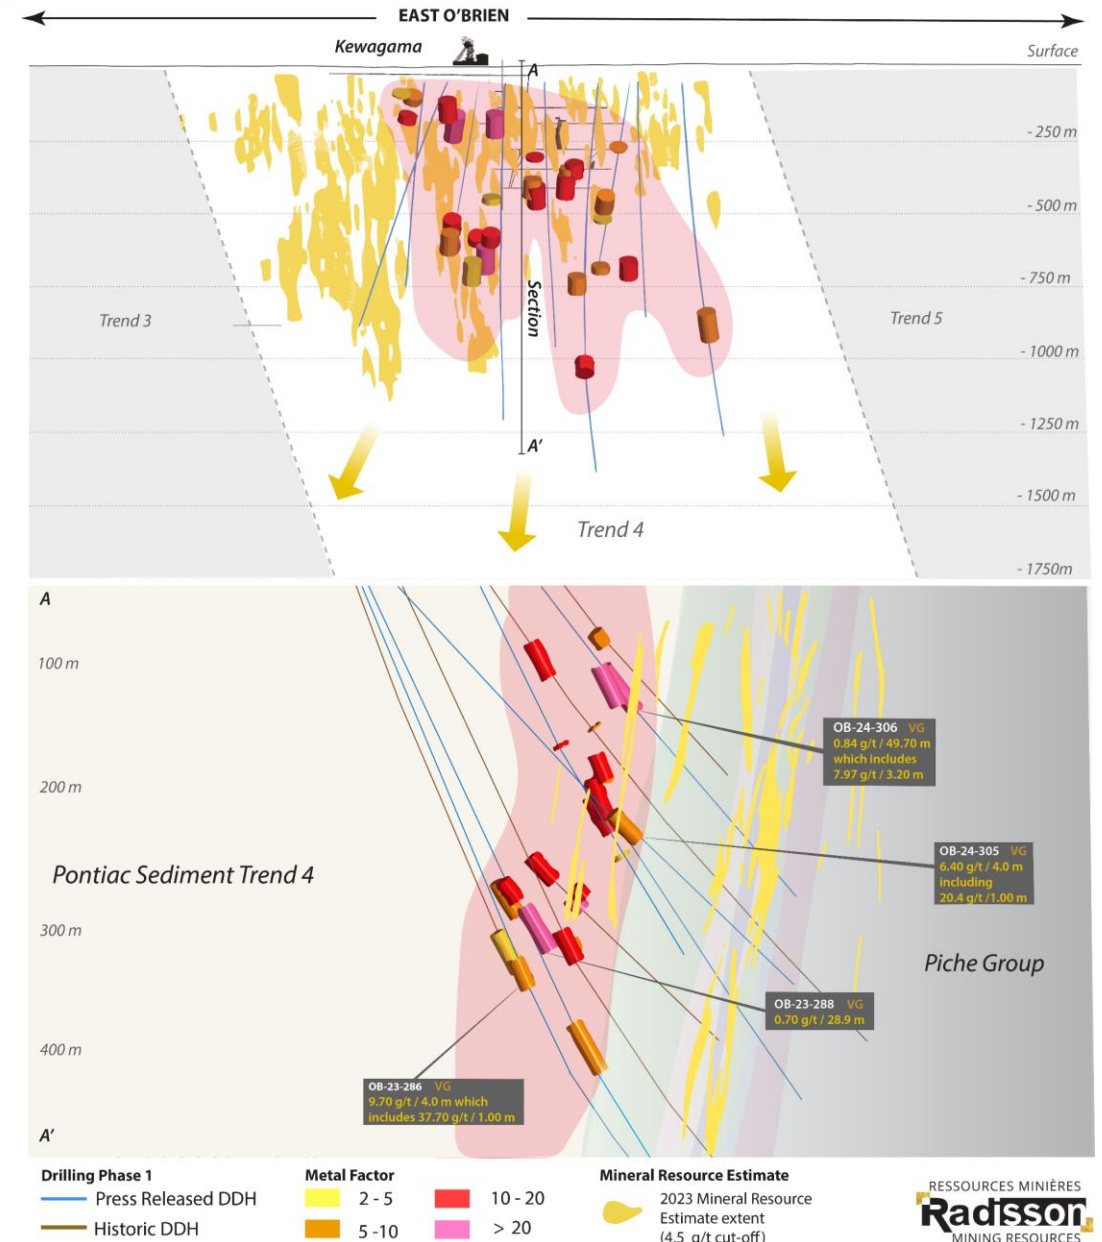 EAST O'BRIEN
Kewagama
Surface
A
- 250 m
- 500 m
- 750 m
Section
Trend 3
Trend 5
- 1000 m
- 1250 m
A'
- 1500 m
Trend 4
- 1750m
A
100 m
OB-24-306 VG
0.84 g/t / 49.70 m
which includes
7.97 g/t / 3.20 m
200 m
OB-24-305 VG
6.40 g/t / 4.0 m
including
20.4 g/t /1.00 m
Pontiac Sediment Trend 4
300 m
Piche Group
OB-23-288 VG
0.70 g/t / 28.9 m
400 m
OB-23-286 VG
9.70 g/t / 4.0 m which
includes 37.70 g/t / 1.00 m
A'
Drilling Phase 1
Press Released DDH
Historic DDH
Metal Factor
2 - 5
5 -10
10 - 20
> 20
Mineral Resource Estimate
2023 Mineral Resource
Estimate extent
(4.5 g/t cut-off)
RESSOURCES MINIÈRES
Radisson
MINING RESOURCES